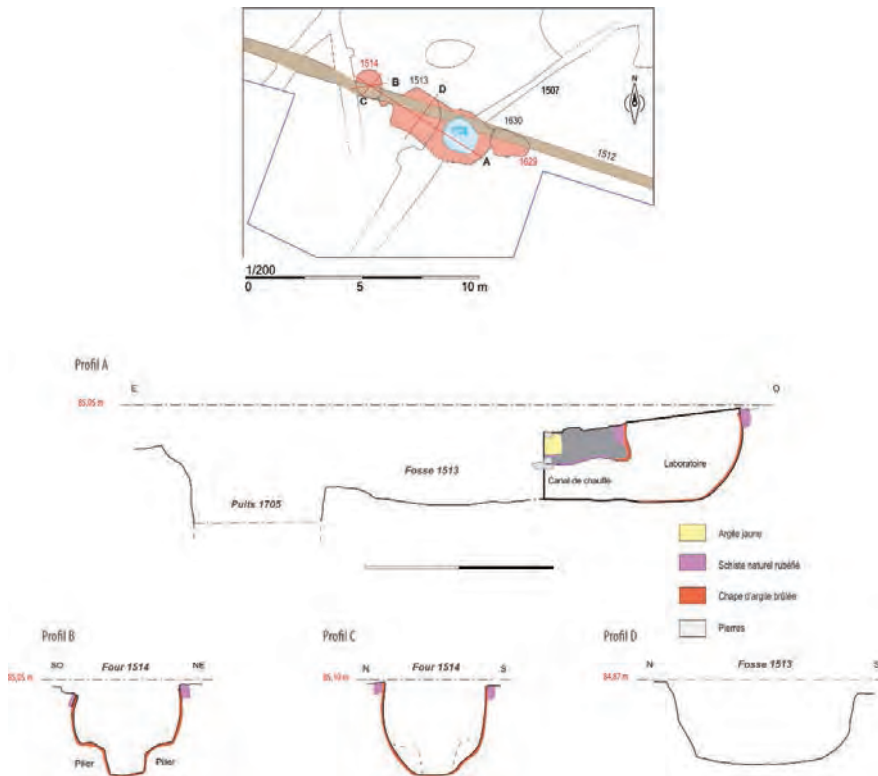 1514
B
1513
D
C
1507
N
1630
A
1629
1512
1/200
0 5 10 m
Profil A
E
O
85,05 m
Fosse 1513
Laboratoire
Canal de chauffe
Puits 1705
Argile jaune
Schiste naturel rubéfié
Chape d'argile brûlée
Pierres
Profil B
Profil C
Profil D
SO Four 1514 NE
N Four 1514 S
N Fosse 1513 S
85,05 m
85,10 m
84,87 m
Pilier Pilier